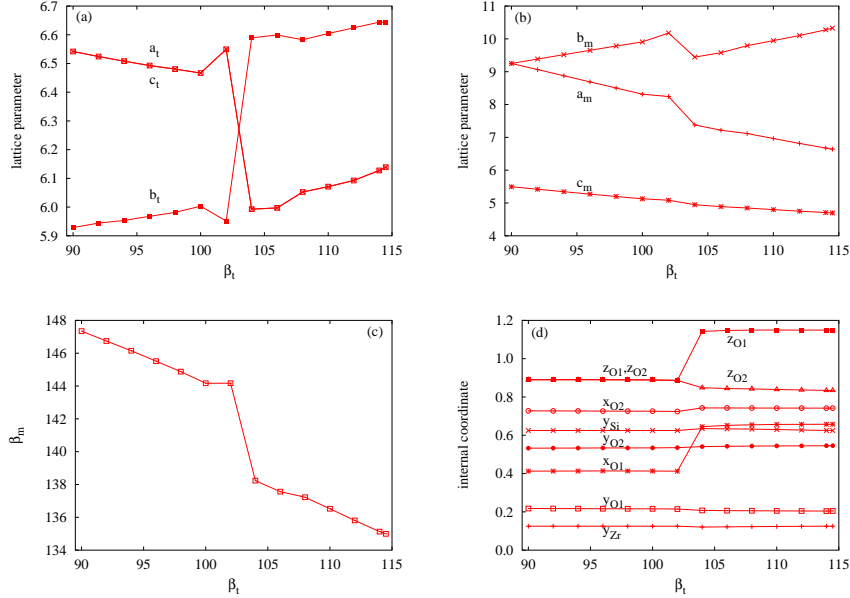 (a)
6.7
6.6
6.5
6.4
6.3
6.2
6.1
6.0
5.9
lattice parameter
a_t
c_t
b_t
90 95 100 105 110 115
β_t
(b)
11
10
9
8
7
6
5
4
lattice parameter
b_m
a_m
c_m
90 95 100 105 110 115
β_t
(c)
148
146
144
142
140
138
136
134
β_m
90 95 100 105 110 115
β_t
(d)
1.2
1.0
0.8
0.6
0.4
0.2
0.0
internal coordinate
z_O1
z_O1,z_O2
z_O2
x_O2
y_Si
y_O2
x_O1
y_O1
y_Zr
90 95 100 105 110 115
β_t